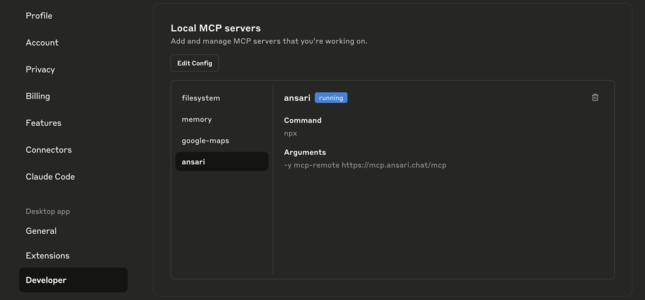 Profile
Account
Privacy
Billing
Features
Connectors
Claude Code
Desktop app
General
Extensions
Developer
Local MCP servers
Add and manage MCP servers that you're working on.
Edit Config
filesystem
memory
google-maps
ansari
ansari running
Command
npx
Arguments
-y mcp-remote https://mcp.ansari.chat/mcp